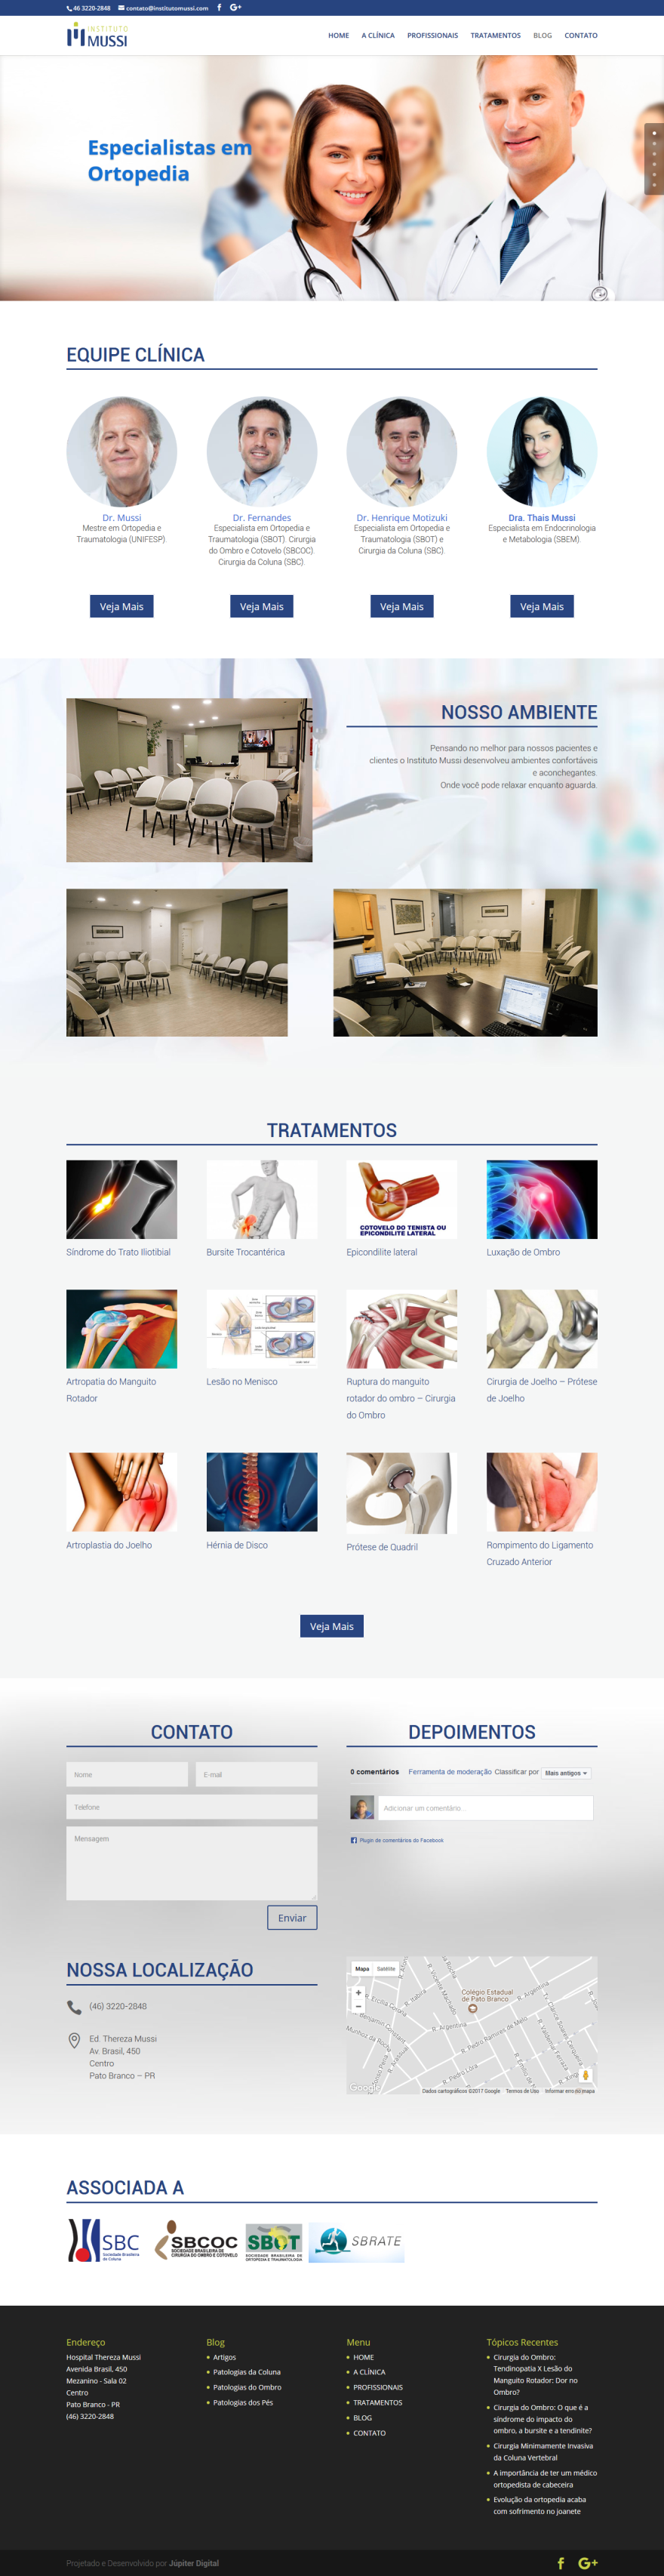 46 3220-2848 contato@institutomussi.com
INSTITUTO
MUSSI
HOME A CLÍNICA PROFISSIONAIS TRATAMENTOS BLOG CONTATO
Especialistas em
Ortopedia
EQUIPE CLÍNICA
Dr. Mussi
Mestre em Ortopedia e
Traumatologia (UNIFESP).
Veja Mais
Dr. Fernandes
Especialista em Ortopedia e
Traumatologia (SBOT). Cirurgia
do Ombro e Cotovelo (SBCOC).
Cirurgia da Coluna (SBC).
Veja Mais
Dr. Henrique Motizuki
Especialista em Ortopedia e
Traumatologia (SBOT) e
Cirurgia da Coluna (SBC).
Veja Mais
Dra. Thais Mussi
Especialista em Endocrinologia
e Metabologia (SBEM).
Veja Mais
NOSSO AMBIENTE
Pensando no melhor para nossos pacientes e
clientes o Instituto Mussi desenvolveu ambientes confortáveis
e aconchegantes.
Onde você pode relaxar enquanto aguarda.
TRATAMENTOS
Síndrome do Trato Iliotibial
Bursite Trocantérica
COTOVELO DO TENISTA OU
EPICONDILITE LATERAL
Epicondilite lateral
Luxação de Ombro
Artropatia do Manguito
Rotador
Lesão no Menisco
Ruptura do manguito
rotador do ombro – Cirurgia
do Ombro
Cirurgia de Joelho – Prótese
de Joelho
Artroplastia do Joelho
Hérnia de Disco
Prótese de Quadril
Rompimento do Ligamento
Cruzado Anterior
Veja Mais
CONTATO
Nome
E-mail
Telefone
Mensagem
Enviar
DEPOIMENTOS
0 comentários Ferramenta de moderação Classificar por Mais antigos
Adicionar um comentário...
Plugin de comentários do Facebook
NOSSA LOCALIZAÇÃO
(46) 3220-2848
Ed. Thereza Mussi
Av. Brasil, 450
Centro
Pato Branco – PR
Mapa Satélite
Colégio Estadual
de Pato Branco
R. Argentina
R. Argentina
R. Pedro Ramires de Melo
Google
Dados cartográficos ©2017 Google Termos de Uso Informar erro no mapa
ASSOCIADA A
SBC
Sociedade Brasileira
de Coluna
SBCOC
SOCIEDADE BRASILEIRA DE
CIRURGIA DO OMBRO E COTOVELO
SBOT
SOCIEDADE BRASILEIRA DE
ORTOPEDIA E TRAUMATOLOGIA
SBRATE
Endereço
Hospital Thereza Mussi
Avenida Brasil, 450
Mezanino - Sala 02
Centro
Pato Branco - PR
(46) 3220-2848
Blog
Artigos
Patologias da Coluna
Patologias do Ombro
Patologias dos Pés
Menu
HOME
A CLÍNICA
PROFISSIONAIS
TRATAMENTOS
BLOG
CONTATO
Tópicos Recentes
Cirurgia do Ombro:
Tendinopatia X Lesão do
Manguito Rotador: Dor no
Ombro?
Cirurgia do Ombro: O que é a
síndrome do impacto do
ombro, a bursite e a tendinite?
Cirurgia Minimamente Invasiva
da Coluna Vertebral
A importância de ter um médico
ortopedista de cabeceira
Evolução da ortopedia acaba
com sofrimento no joanete
Projetado e Desenvolvido por Júpiter Digital